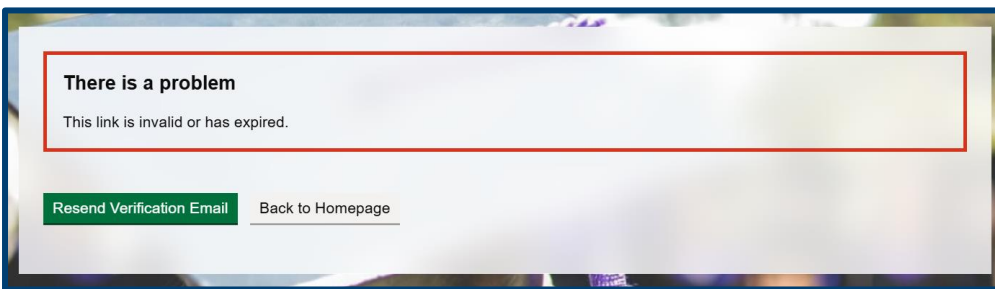 There is a problem
This link is invalid or has expired.
Resend Verification Email
Back to Homepage